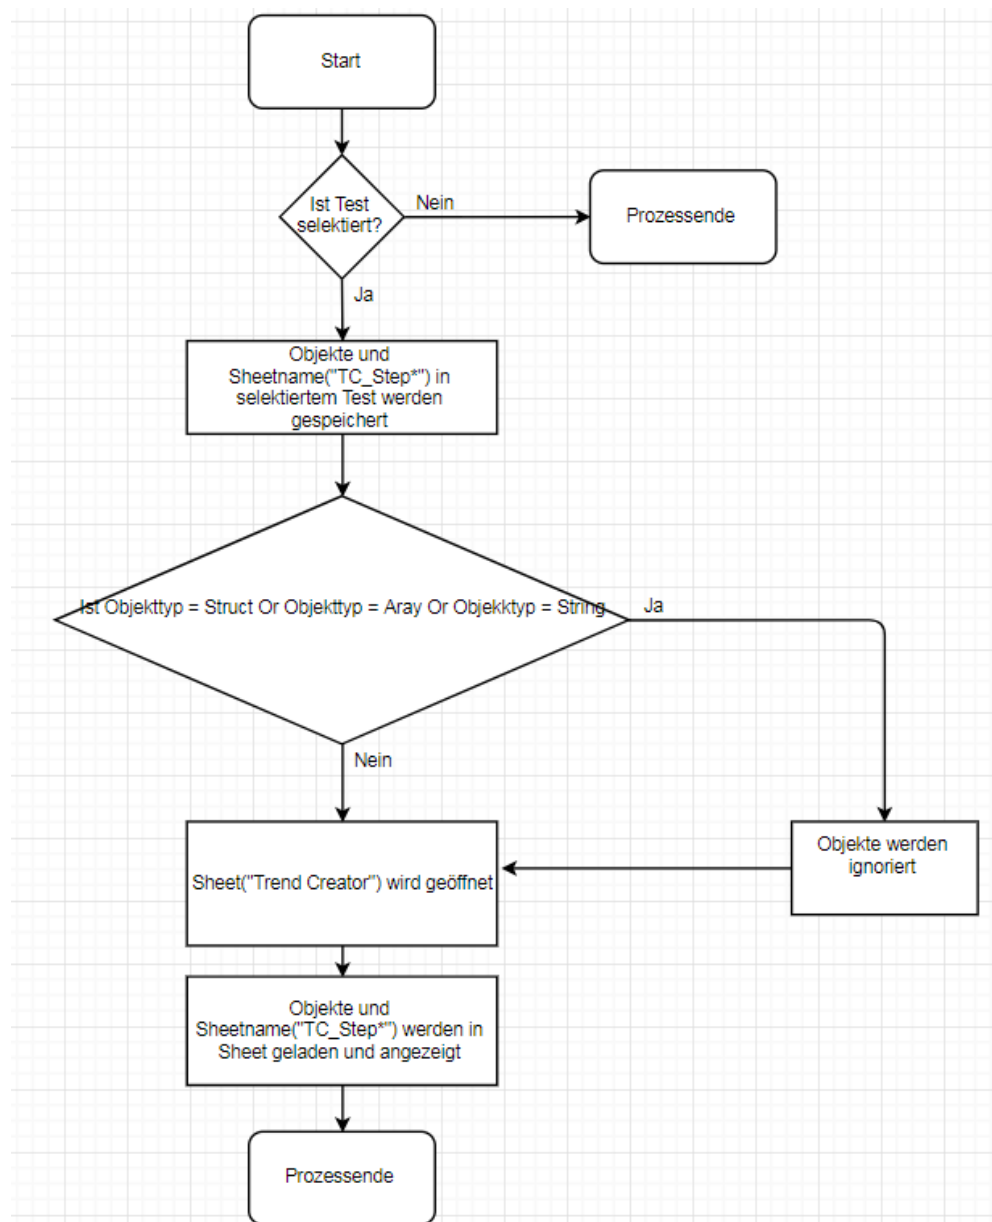 Start
Ist Test
selektiert?
Nein
Prozessende
Ja
Objekte und
Sheetname("TC_Step*") in
selektiertem Test werden
gespeichert
Ist Objekttyp = Struct Or Objekttyp = Aray Or Objekktyp = String
Ja
Nein
Objekte werden
ignoriert
Sheet("Trend Creator") wird geöffnet
Objekte und
Sheetname("TC_Step*") werden in
Sheet geladen und angezeigt
Prozessende